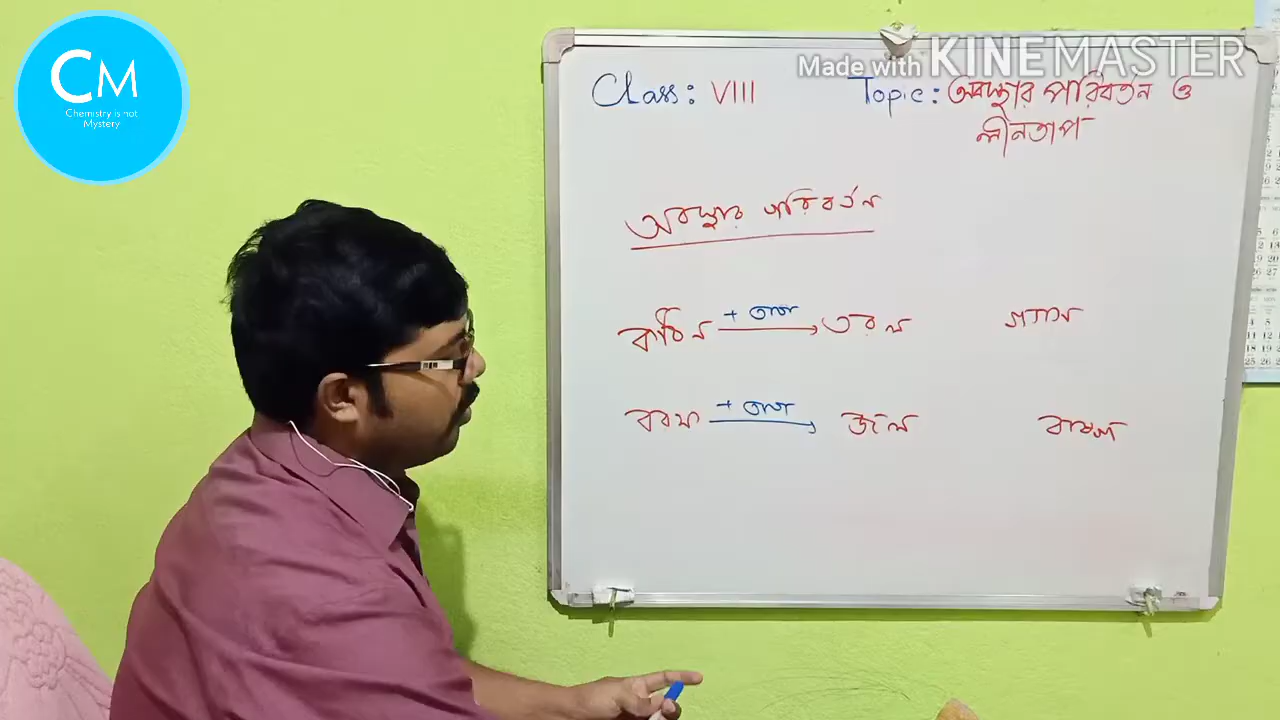 CM
Chemistry is not
Mystery
Made with KINEMASTER
Class: VIII Topic: অবস্থার পরিবর্তন ও
লীনতাপ
অবস্থার পরিবর্তন
কঠিন + তাপ তরল গ্যাস
বরফ + তাপ জল বাষ্প